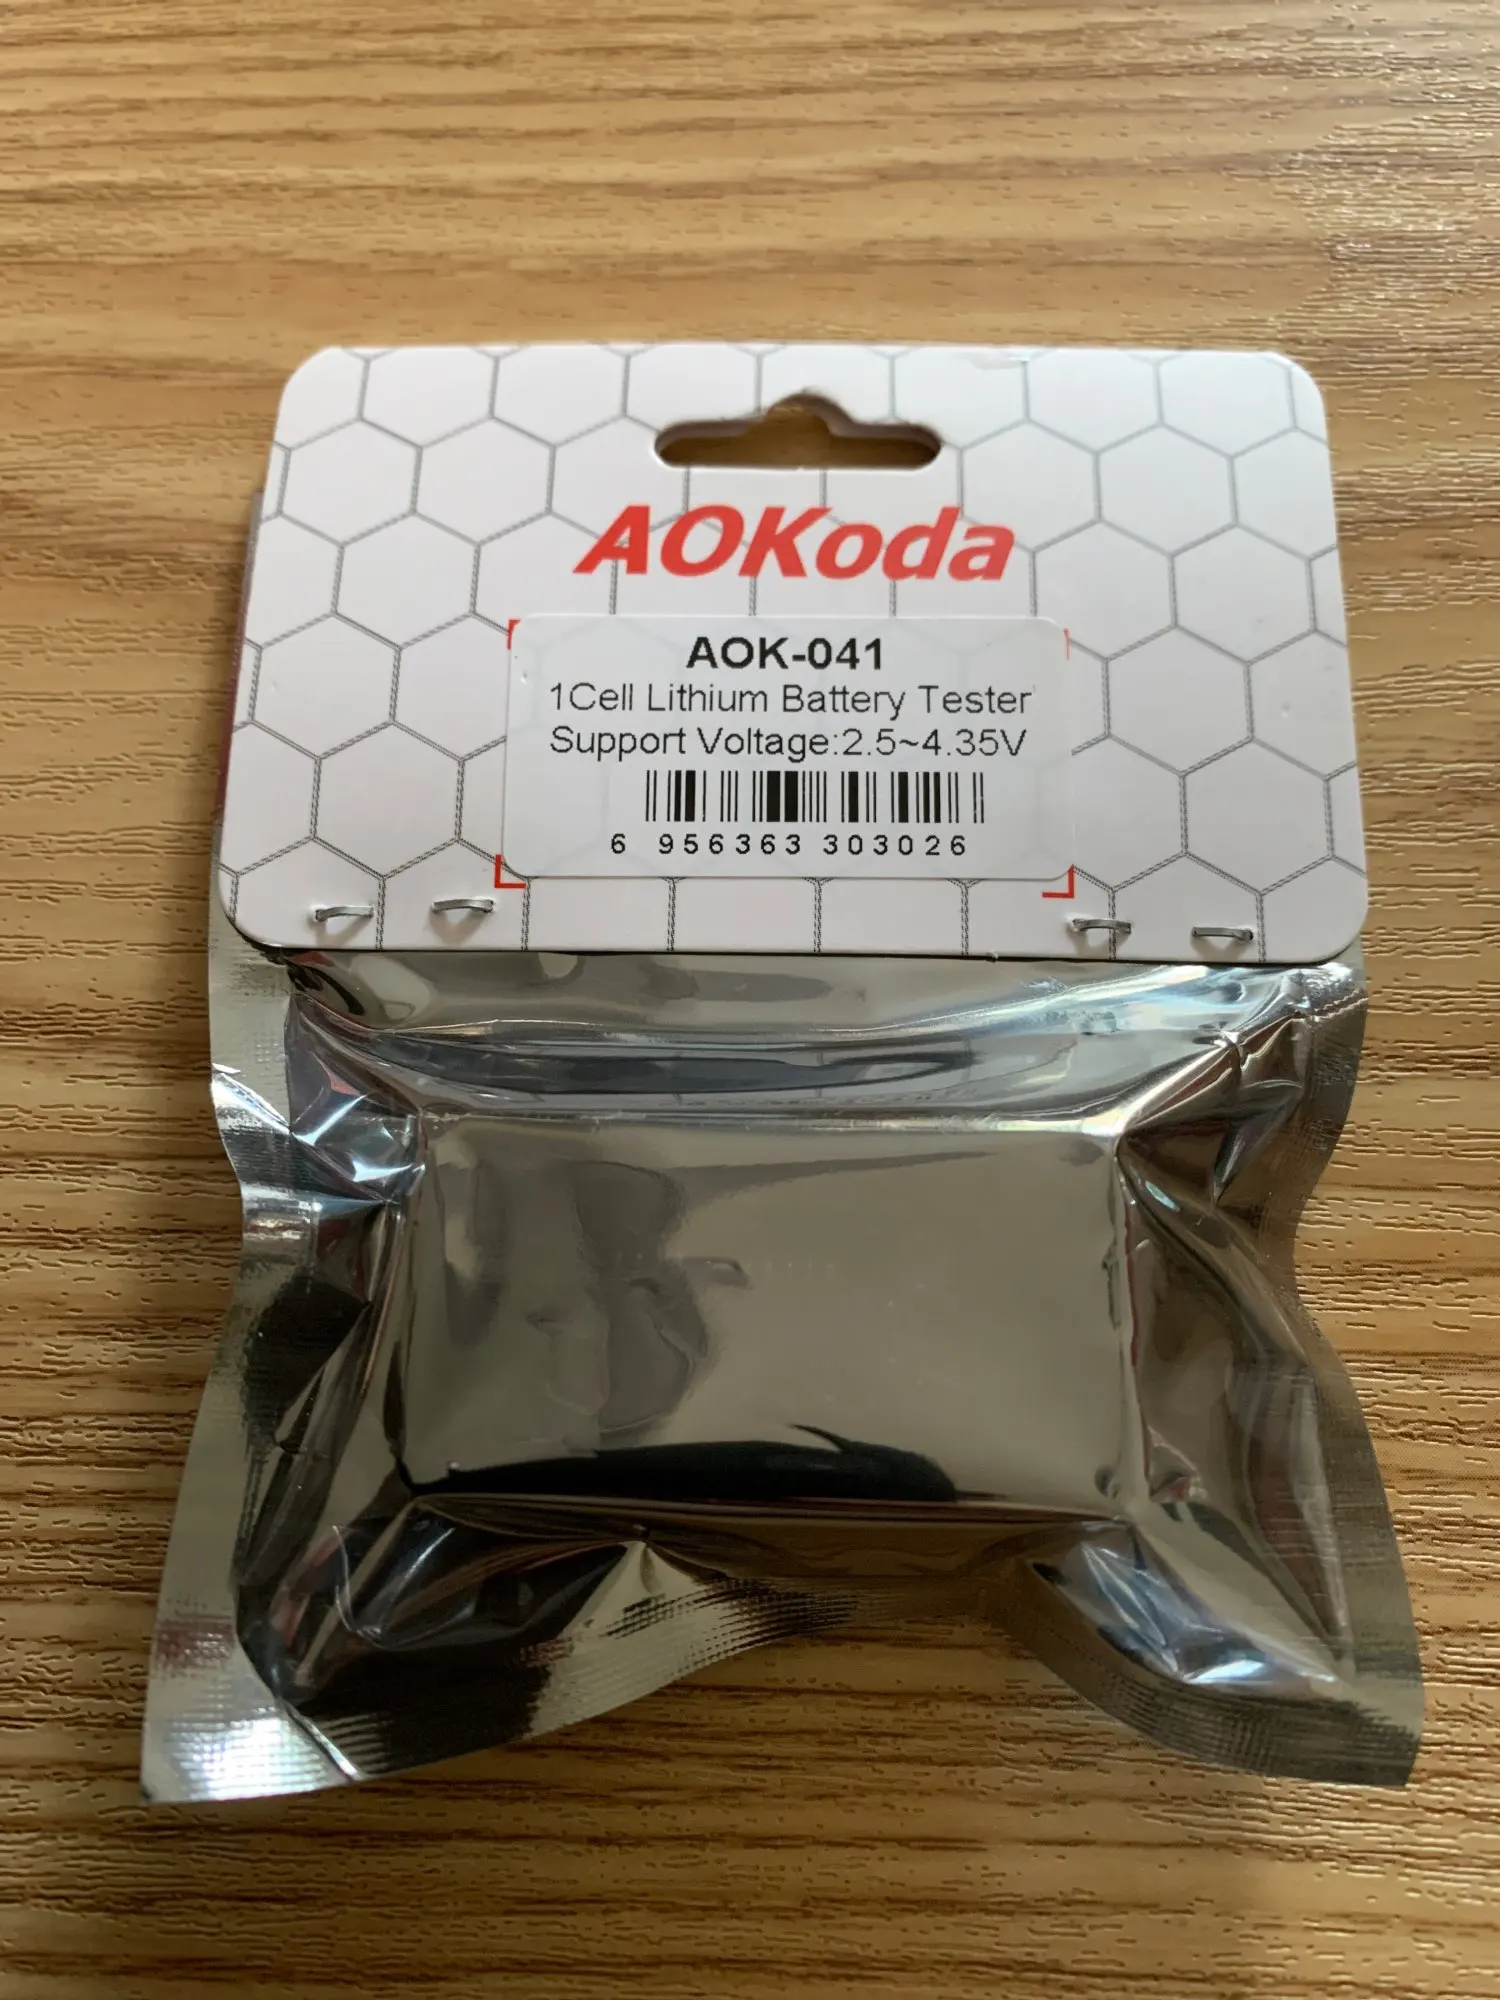 AOKoda
AOK-041
1Cell Lithium Battery Tester
Support Voltage:2.5~4.35V
6 956363 303026